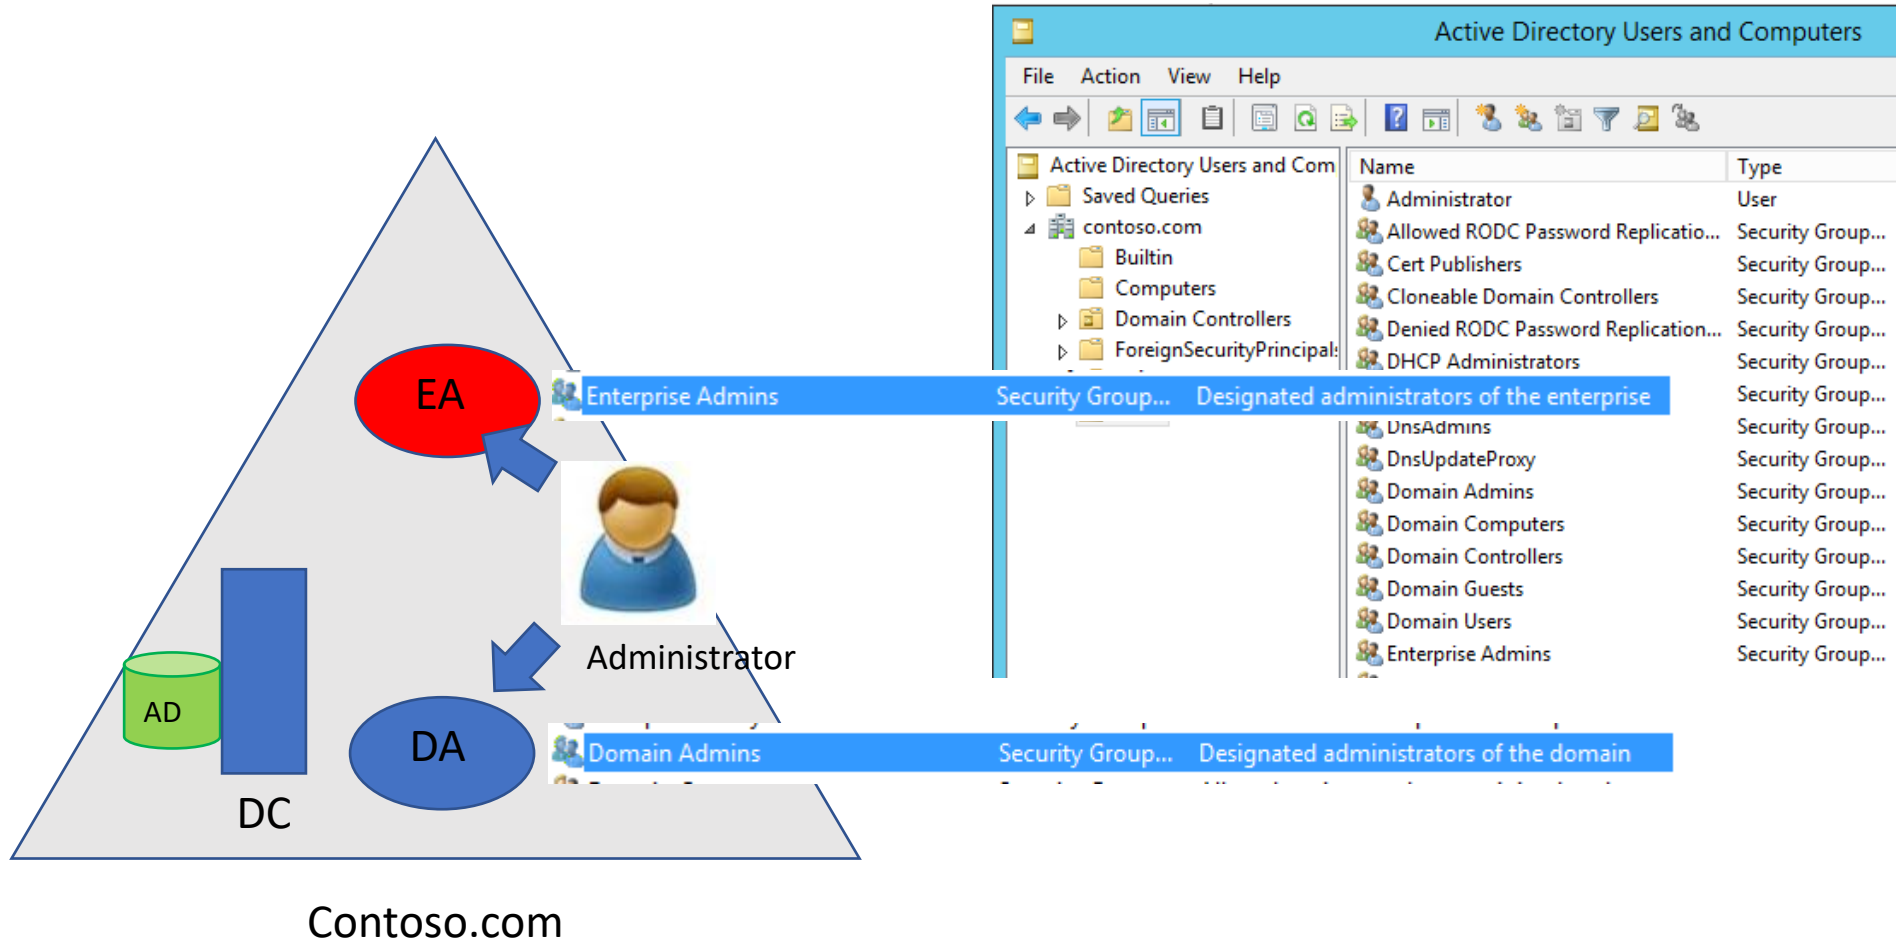 Active Directory Users and Computers
File Action View Help
Active Directory Users and Com
Saved Queries
contoso.com
Builtin
Computers
Domain Controllers
ForeignSecurityPrincipals
Name Type
Administrator User
Allowed RODC Password Replicatio... Security Group...
Cert Publishers Security Group...
Cloneable Domain Controllers Security Group...
Denied RODC Password Replication... Security Group...
DHCP Administrators Security Group...
Security Group...
DnsAdmins Security Group...
DnsUpdateProxy Security Group...
Domain Admins Security Group...
Domain Computers Security Group...
Domain Controllers Security Group...
Domain Guests Security Group...
Domain Users Security Group...
Enterprise Admins Security Group...
EA
Enterprise Admins Security Group... Designated administrators of the enterprise
Administrator
AD
DA
Domain Admins Security Group... Designated administrators of the domain
DC
Contoso.com